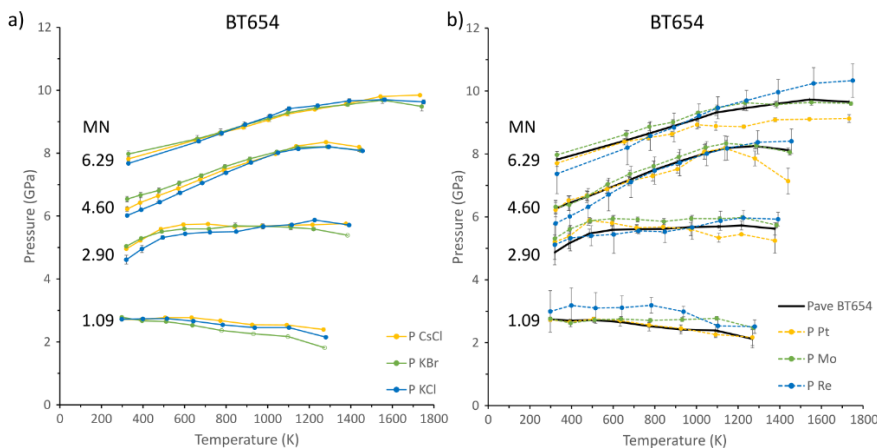 a)
BT654
12
10
8
6
4
2
0
Pressure (GPa)
MN
6.29
4.60
2.90
1.09
P CsCl
P KBr
P KCl
0 200 400 600 800 1000 1200 1400 1600 1800
Temperature (K)
b)
BT654
12
10
8
6
4
2
0
Pressure (GPa)
MN
6.29
4.60
2.90
1.09
Pave BT654
P Pt
P Mo
P Re
0 200 400 600 800 1000 1200 1400 1600 1800
Temperature (K)